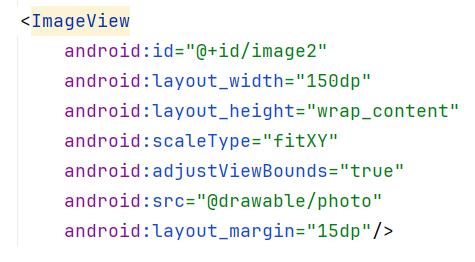 <ImageView
android:id="@+id/image2"
android:layout_width="150dp"
android:layout_height="wrap_content"
android:scaleType="fitXY"
android:adjustViewBounds="true"
android:src="@drawable/photo"
android:layout_margin="15dp"/>